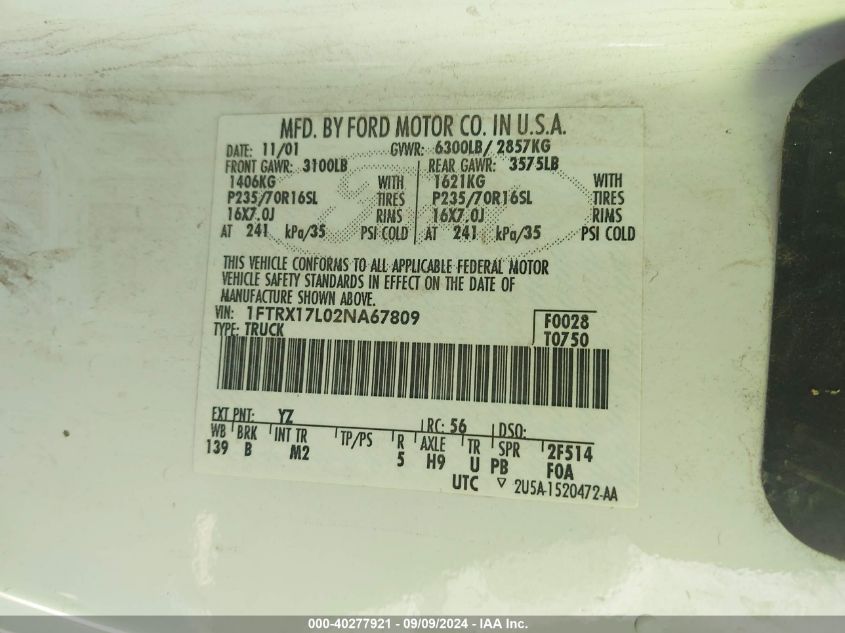 MFD. BY FORD MOTOR CO. IN U.S.A.
DATE: 11/01 GVWR: 6300LB/ 2857KG
FRONT GAWR: 3100LB REAR GAWR: 3575LB
1406KG WITH 1621KG WITH
P235/70R16SL TIRES P235/70R16SL TIRES
16X7.0J RIMS 16X7.0J RIMS
AT 241 kPa/35 PSI COLD AT 241 kPa/35 PSI COLD
THIS VEHICLE CONFORMS TO ALL APPLICABLE FEDERAL MOTOR
VEHICLE SAFETY STANDARDS IN EFFECT ON THE DATE OF
MANUFACTURE SHOWN ABOVE.
VIN: 1FTRX17L02NA67809 F0028
TYPE: TRUCK T0750
EXT PNT: YZ RC: 56 DSO:
WB BRK INT TR TP/PS R AXLE TR SPR 2F514
139 B M2 5 H9 U PB F0A
UTC ▽ 2U5A-1520472-AA
000-40277921 - 09/09/2024 - IAA Inc.